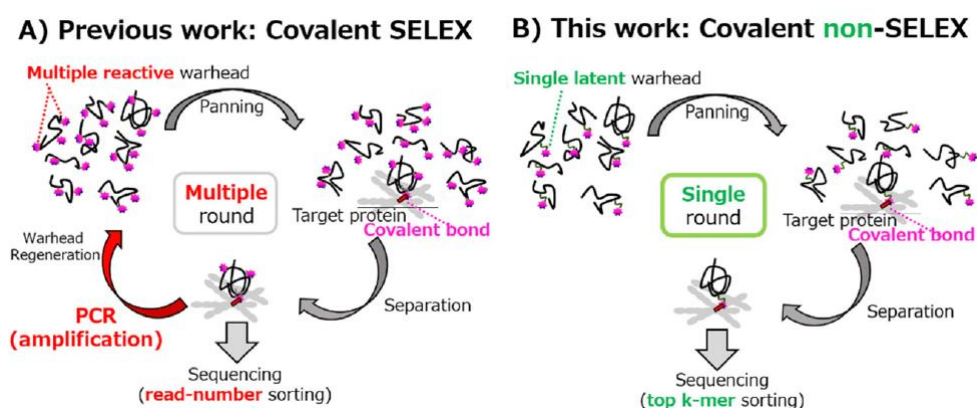 A) Previous work: Covalent SELEX
Multiple reactive warhead
Panning
Multiple
round
Target protein
Covalent bond
Warhead
Regeneration
PCR
(amplification)
Separation
Sequencing
(read-number sorting)
B) This work: Covalent non-SELEX
Single latent warhead
Panning
Single
round
Target protein
Covalent bond
Separation
Sequencing
(top k-mer sorting)